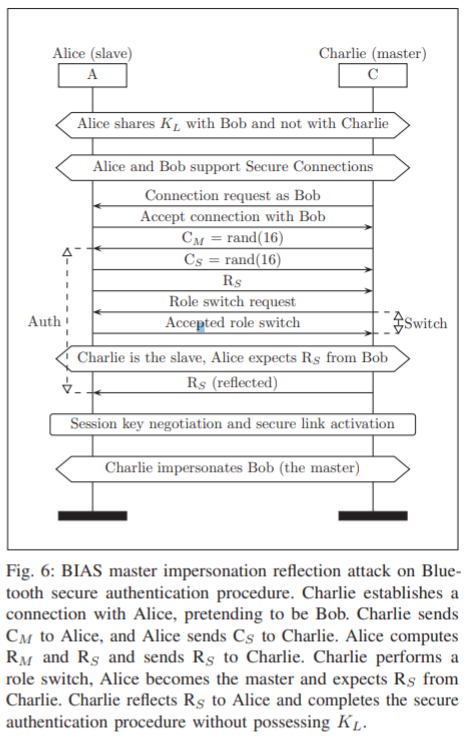 Alice (slave)
Charlie (master)
A
C
Alice shares K_L with Bob and not with Charlie
Alice and Bob support Secure Connections
Connection request as Bob
Accept connection with Bob
C_M = rand(16)
C_S = rand(16)
R_S
Role switch request
Auth
Accepted role switch
Switch
Charlie is the slave, Alice expects R_S from Bob
R_S (reflected)
Session key negotiation and secure link activation
Charlie impersonates Bob (the master)
Fig. 6: BIAS master impersonation reflection attack on Blue-
tooth secure authentication procedure. Charlie establishes a
connection with Alice, pretending to be Bob. Charlie sends
C_M to Alice, and Alice sends C_S to Charlie. Alice computes
R_M and R_S and sends R_S to Charlie. Charlie performs a
role switch, Alice becomes the master and expects R_S from
Charlie. Charlie reflects R_S to Alice and completes the secure
authentication procedure without possessing K_L.